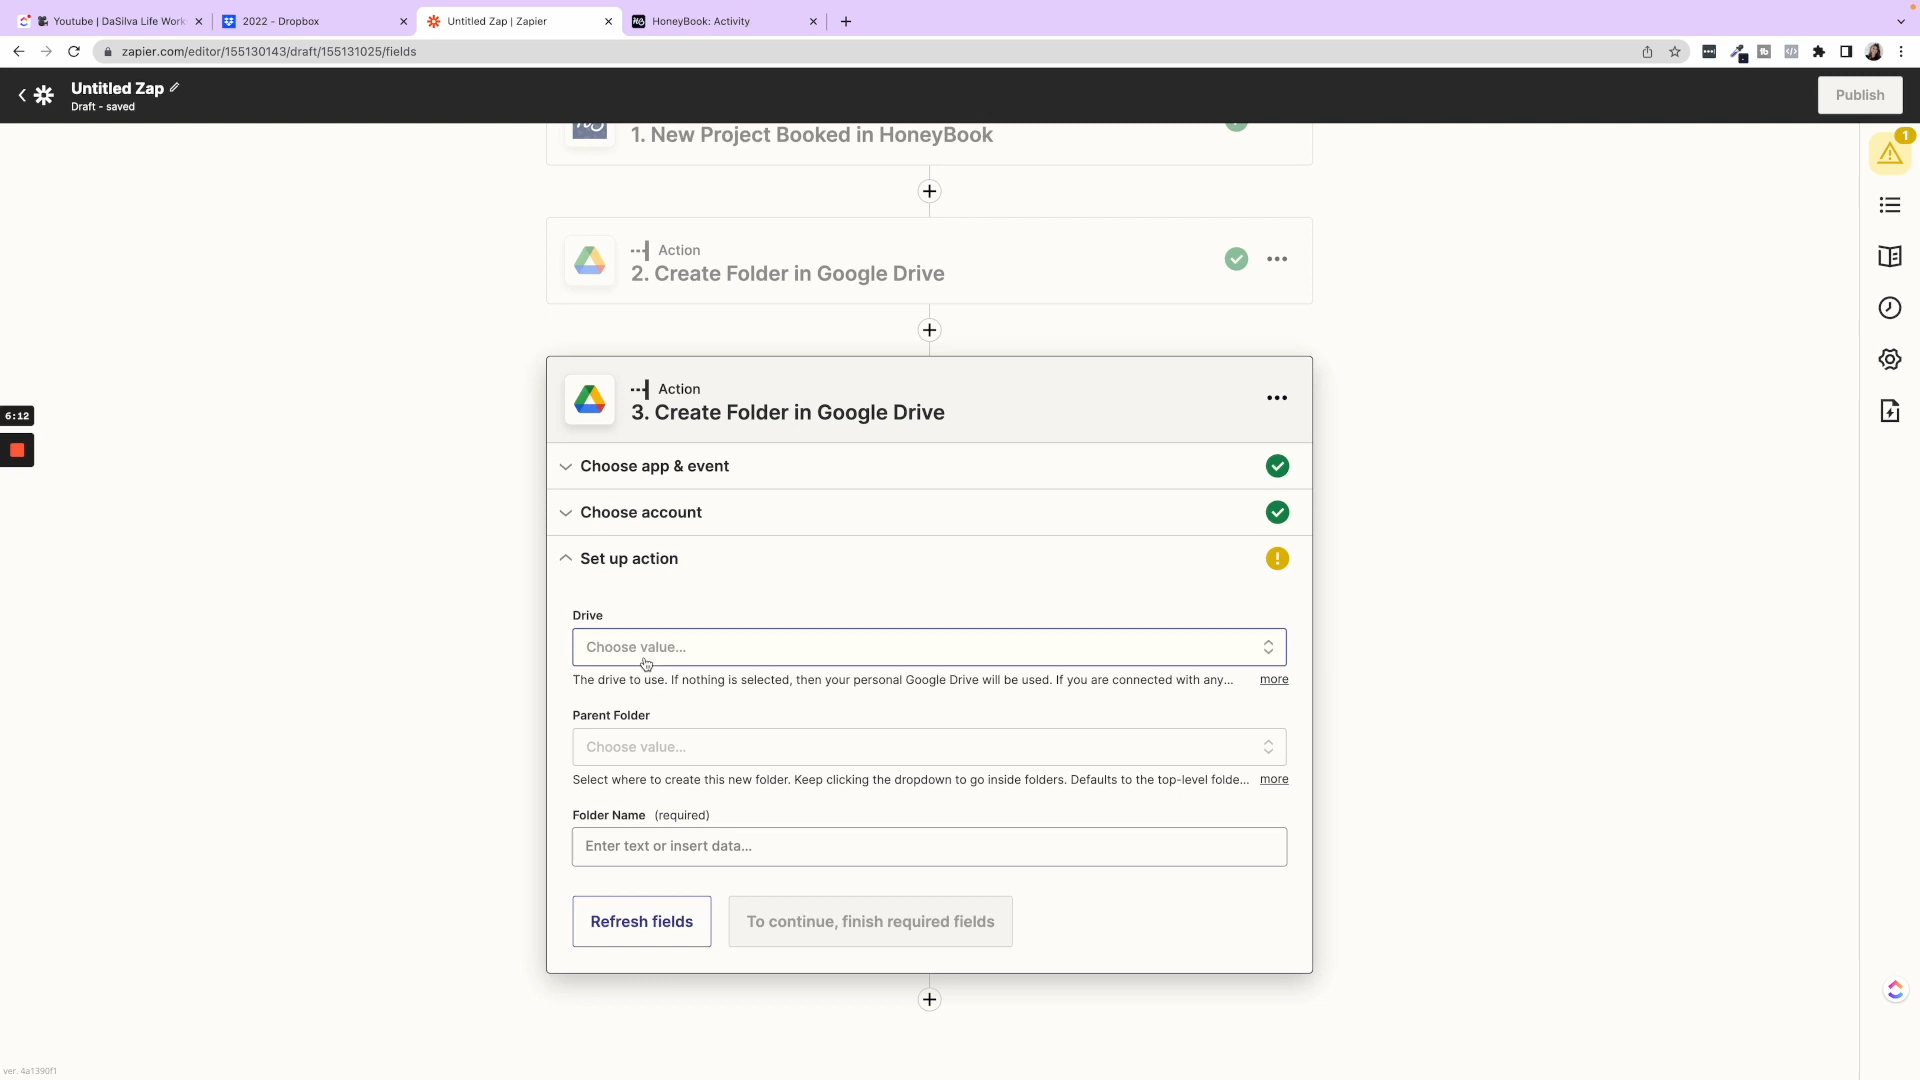 Youtube | DaSilva Life Work
2022 - Dropbox
Untitled Zap | Zapier
HoneyBook: Activity
zapier.com/editor/155130143/draft/155131025/fields
Untitled Zap
Draft - saved
Publish
1
1. New Project Booked in HoneyBook
Action
2. Create Folder in Google Drive
Action
3. Create Folder in Google Drive
6:12
Choose app & event
Choose account
Set up action
Drive
Choose value...
The drive to use. If nothing is selected, then your personal Google Drive will be used. If you are connected with any... more
Parent Folder
Choose value...
Select where to create this new folder. Keep clicking the dropdown to go inside folders. Defaults to the top-level folde... more
Folder Name (required)
Enter text or insert data...
Refresh fields
To continue, finish required fields
ver. 4a1390f1